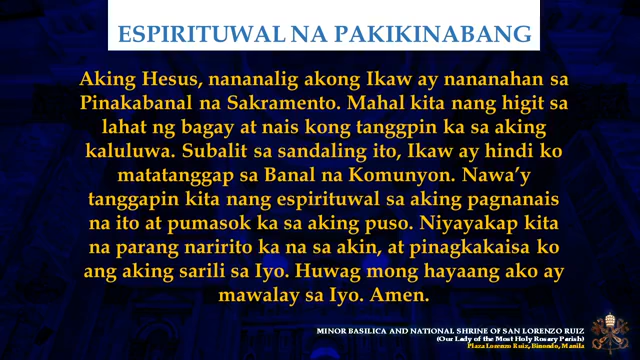 ESPIRITUWAL NA PAKIKINABANG
Aking Hesus, nananalig akong Ikaw ay nananahan sa
Pinakabanal na Sakramento. Mahal kita nang higit sa
lahat ng bagay at nais kong tanggpin ka sa aking
kaluluwa. Subalit sa sandaling ito, Ikaw ay hindi ko
matatanggap sa Banal na Komunyon. Nawa’y
tanggapin kita nang espirituwal sa aking pagnanais
na ito at pumasok ka sa aking puso. Niyayakap kita
na parang naririto ka na sa akin, at pinagkakaisa ko
ang aking sarili sa Iyo. Huwag mong hayaang ako ay
mawalay sa Iyo. Amen.
MINOR BASILICA AND NATIONAL SHRINE OF SAN LORENZO RUIZ
(Our Lady of the Most Holy Rosary Parish)
Plaza Lorenzo Ruiz, Binondo, Manila